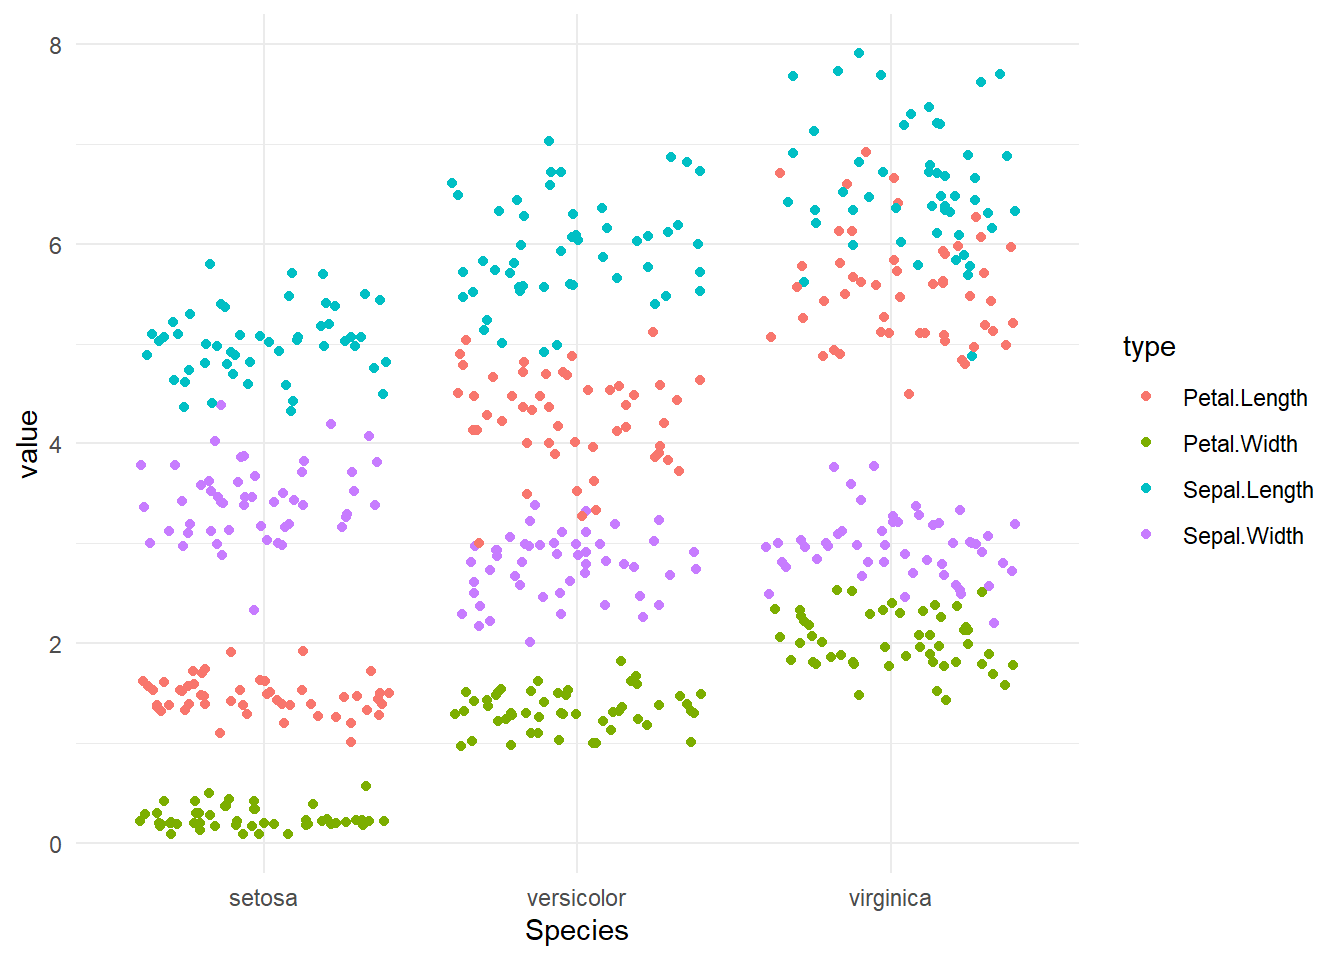 8
6
4
2
0
value
setosa
versicolor
virginica
Species
type
Petal.Length
Petal.Width
Sepal.Length
Sepal.Width